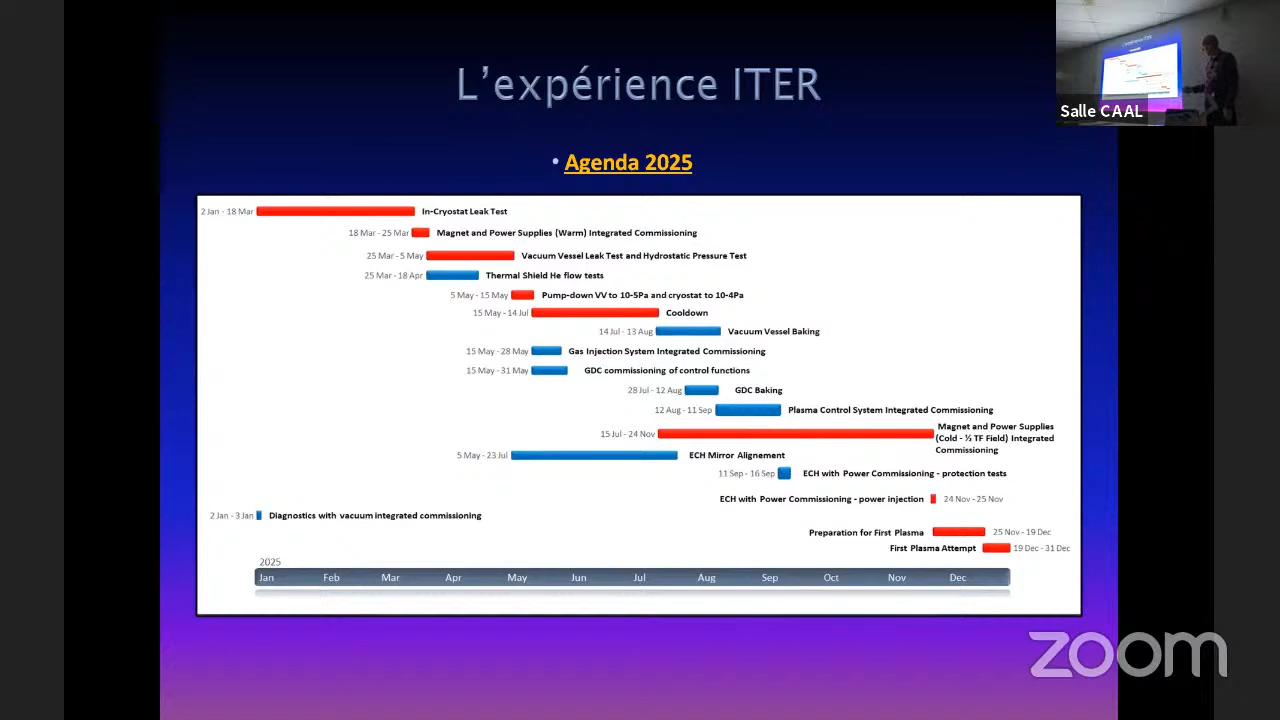 L'expérience ITER
Salle CAAL
• Agenda 2025
2 Jan - 18 Mar In-Cryostat Leak Test
18 Mar - 25 Mar Magnet and Power Supplies (Warm) Integrated Commissioning
25 Mar - 5 May Vacuum Vessel Leak Test and Hydrostatic Pressure Test
25 Mar - 18 Apr Thermal Shield He flow tests
5 May - 15 May Pump-down VV to 10-5Pa and cryostat to 10-4Pa
15 May - 14 Jul Cooldown
14 Jul - 13 Aug Vacuum Vessel Baking
15 May - 28 May Gas Injection System Integrated Commissioning
15 May - 31 May GDC commissioning of control functions
28 Jul - 12 Aug GDC Baking
12 Aug - 11 Sep Plasma Control System Integrated Commissioning
15 Jul - 24 Nov Magnet and Power Supplies
(Cold - ½ TF Field) Integrated
Commissioning
5 May - 23 Jul ECH Mirror Alignement
11 Sep - 16 Sep ECH with Power Commissioning - protection tests
ECH with Power Commissioning - power injection 24 Nov - 25 Nov
2 Jan - 3 Jan Diagnostics with vacuum integrated commissioning
Preparation for First Plasma 25 Nov - 19 Dec
First Plasma Attempt 19 Dec - 31 Dec
2025
Jan Feb Mar Apr May Jun Jul Aug Sep Oct Nov Dec
zoom